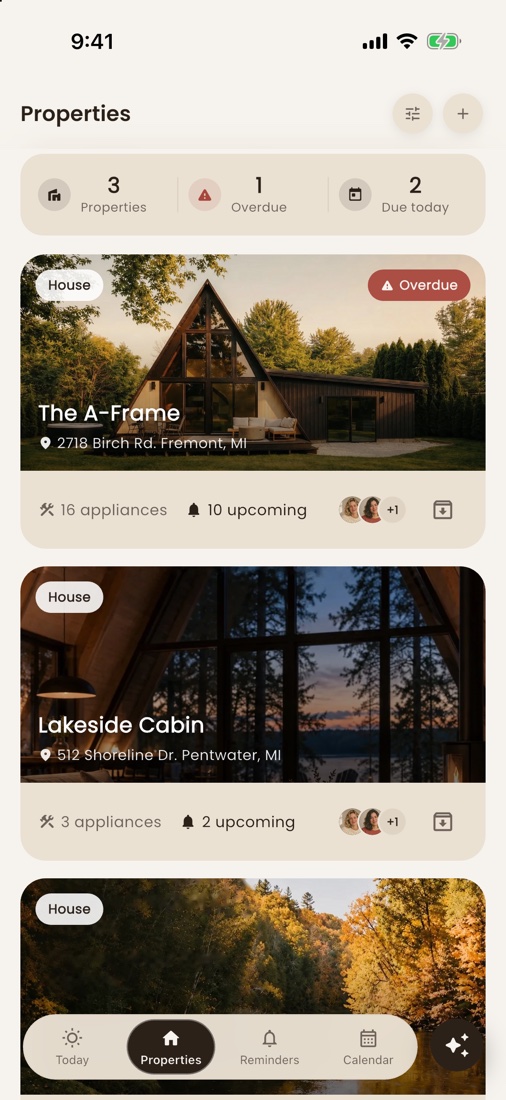 9:41
Properties
3
Properties
1
Overdue
2
Due today
House
Overdue
The A-Frame
2718 Birch Rd. Fremont, MI
16 appliances
10 upcoming
+1
House
Lakeside Cabin
512 Shoreline Dr. Pentwater, MI
3 appliances
2 upcoming
+1
House
Today
Properties
Reminders
Calendar